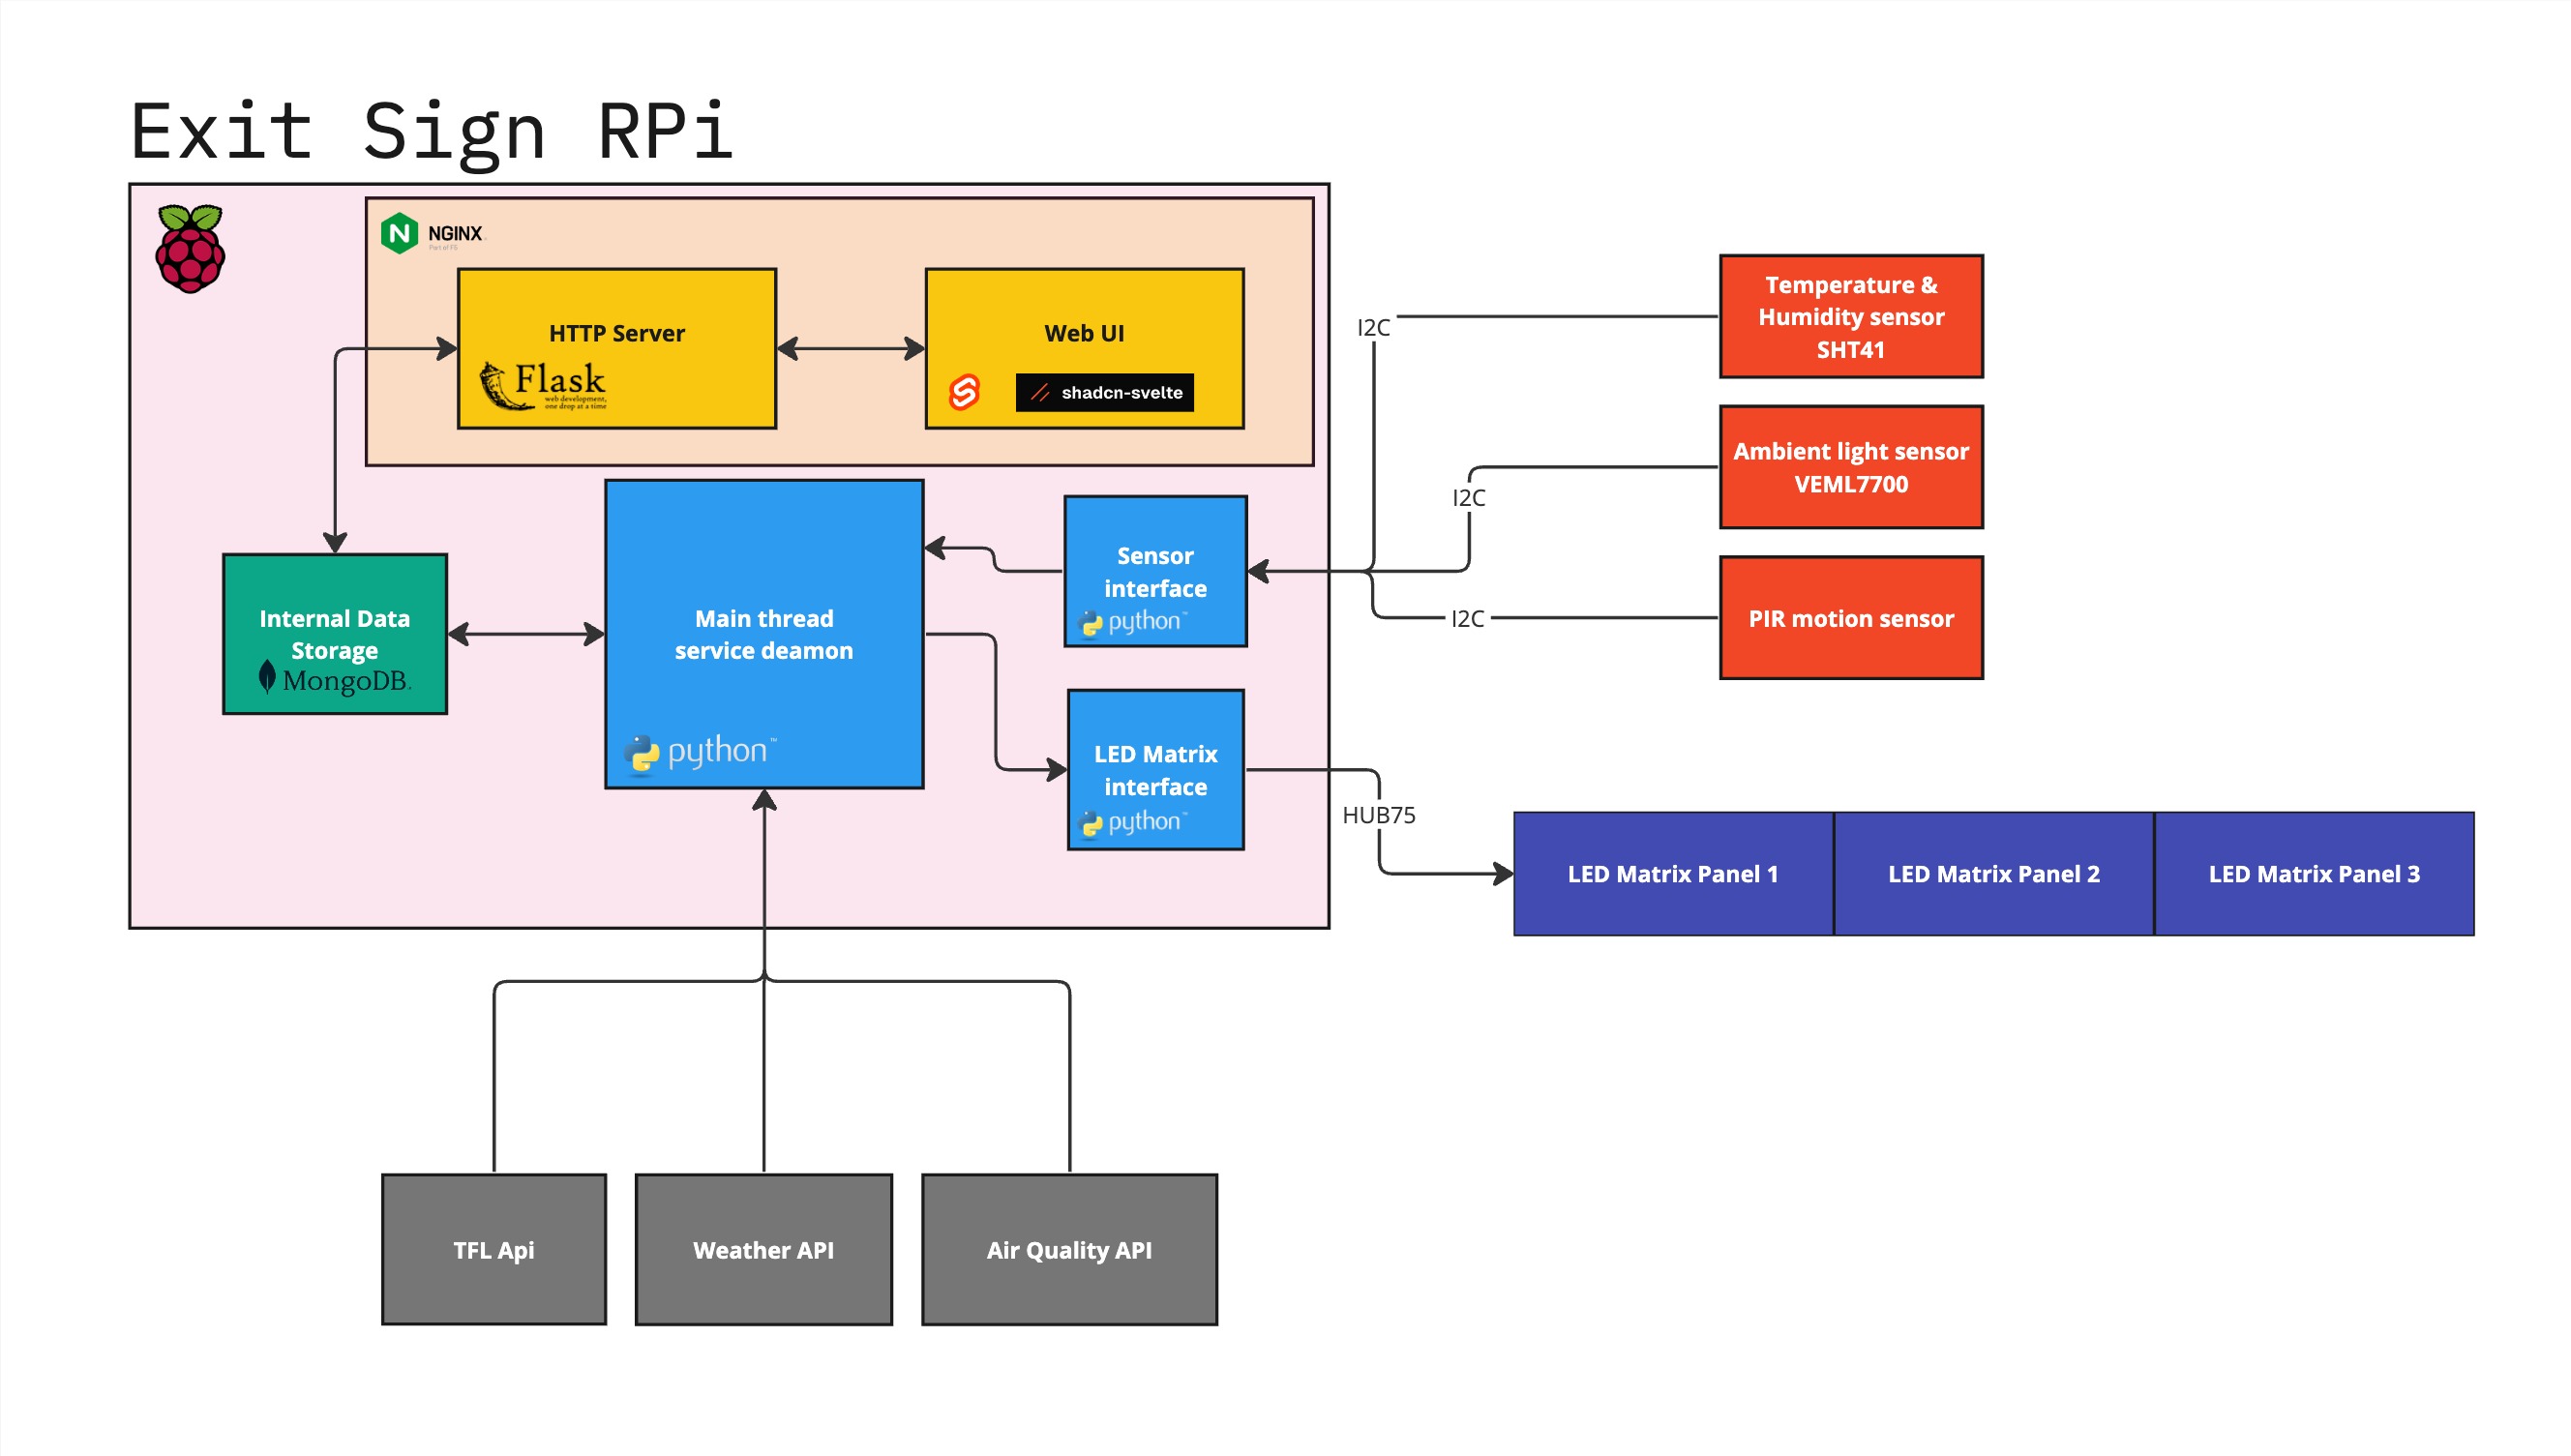 Exit Sign RPi
NGINX
Part of F5
HTTP Server
Flask
web development,
one drop at a time
Web UI
shadcn-svelte
Temperature &
Humidity sensor
SHT41
I2C
Ambient light sensor
VEML7700
I2C
PIR motion sensor
I2C
Sensor
interface
python™
Internal Data
Storage
MongoDB.
Main thread
service deamon
python™
LED Matrix
interface
python™
HUB75
LED Matrix Panel 1
LED Matrix Panel 2
LED Matrix Panel 3
TFL Api
Weather API
Air Quality API